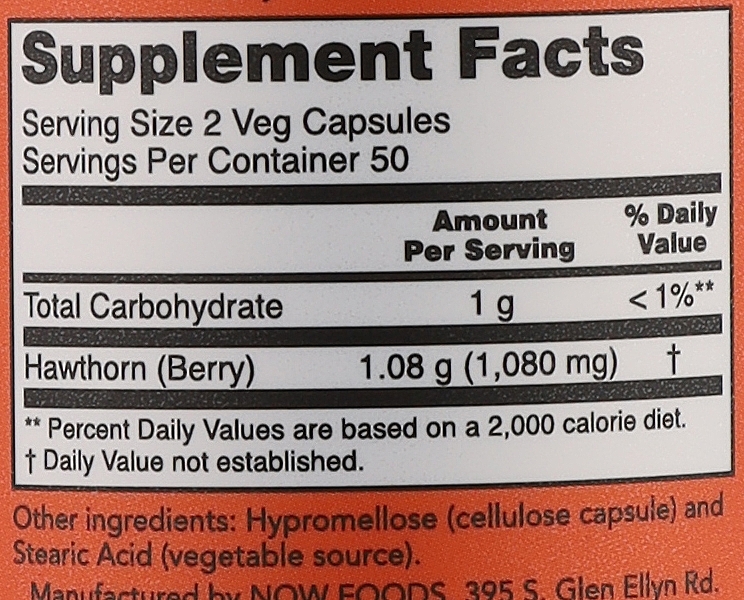 Supplement Facts
Serving Size 2 Veg Capsules
Servings Per Container 50
Amount Per Serving % Daily Value
Total Carbohydrate 1 g < 1%**
Hawthorn (Berry) 1.08 g (1,080 mg) †
** Percent Daily Values are based on a 2,000 calorie diet.
† Daily Value not established.
Other ingredients: Hypromellose (cellulose capsule) and
Stearic Acid (vegetable source).
Manufactured by NOW FOODS, 395 S. Glen Ellyn Rd.